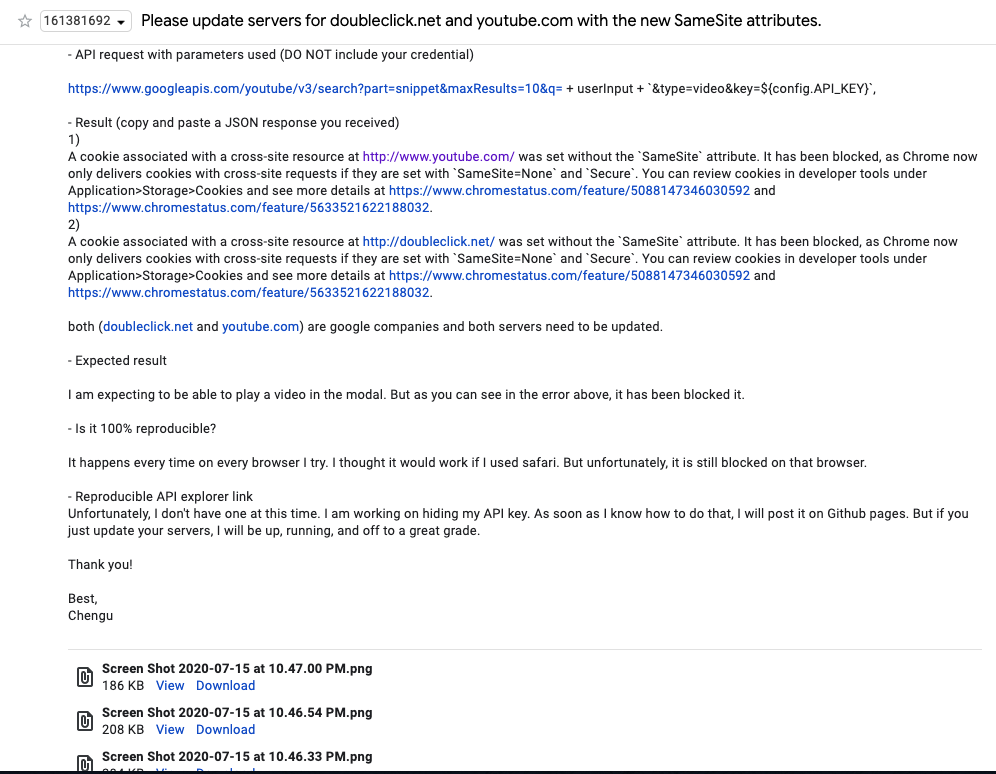 161381692 Please update servers for doubleclick.net and youtube.com with the new SameSite attributes.
- API request with parameters used (DO NOT include your credential)
https://www.googleapis.com/youtube/v3/search?part=snippet&maxResults=10&q= + userInput + `&type=video&key=${config.API_KEY}`,
- Result (copy and paste a JSON response you received)
1)
A cookie associated with a cross-site resource at http://www.youtube.com/ was set without the `SameSite` attribute. It has been blocked, as Chrome now
only delivers cookies with cross-site requests if they are set with `SameSite=None` and `Secure`. You can review cookies in developer tools under
Application>Storage>Cookies and see more details at https://www.chromestatus.com/feature/5088147346030592 and
https://www.chromestatus.com/feature/5633521622188032.
2)
A cookie associated with a cross-site resource at http://doubleclick.net/ was set without the `SameSite` attribute. It has been blocked, as Chrome now
only delivers cookies with cross-site requests if they are set with `SameSite=None` and `Secure`. You can review cookies in developer tools under
Application>Storage>Cookies and see more details at https://www.chromestatus.com/feature/5088147346030592 and
https://www.chromestatus.com/feature/5633521622188032.
both (doubleclick.net and youtube.com) are google companies and both servers need to be updated.
- Expected result
I am expecting to be able to play a video in the modal. But as you can see in the error above, it has been blocked it.
- Is it 100% reproducible?
It happens every time on every browser I try. I thought it would work if I used safari. But unfortunately, it is still blocked on that browser.
- Reproducible API explorer link
Unfortunately, I don't have one at this time. I am working on hiding my API key. As soon as I know how to do that, I will post it on Github pages. But if you
just update your servers, I will be up, running, and off to a great grade.
Thank you!
Best,
Chengu
Screen Shot 2020-07-15 at 10.47.00 PM.png
186 KB View Download
Screen Shot 2020-07-15 at 10.46.54 PM.png
208 KB View Download
Screen Shot 2020-07-15 at 10.46.33 PM.png
KB View Download